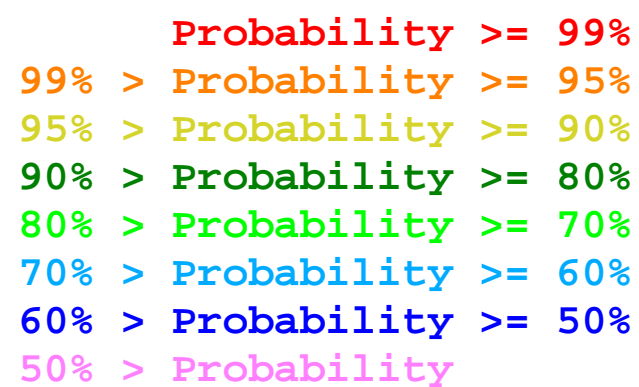 Probability >= 99%
99% > Probability >= 95%
95% > Probability >= 90%
90% > Probability >= 80%
80% > Probability >= 70%
70% > Probability >= 60%
60% > Probability >= 50%
50% > Probability